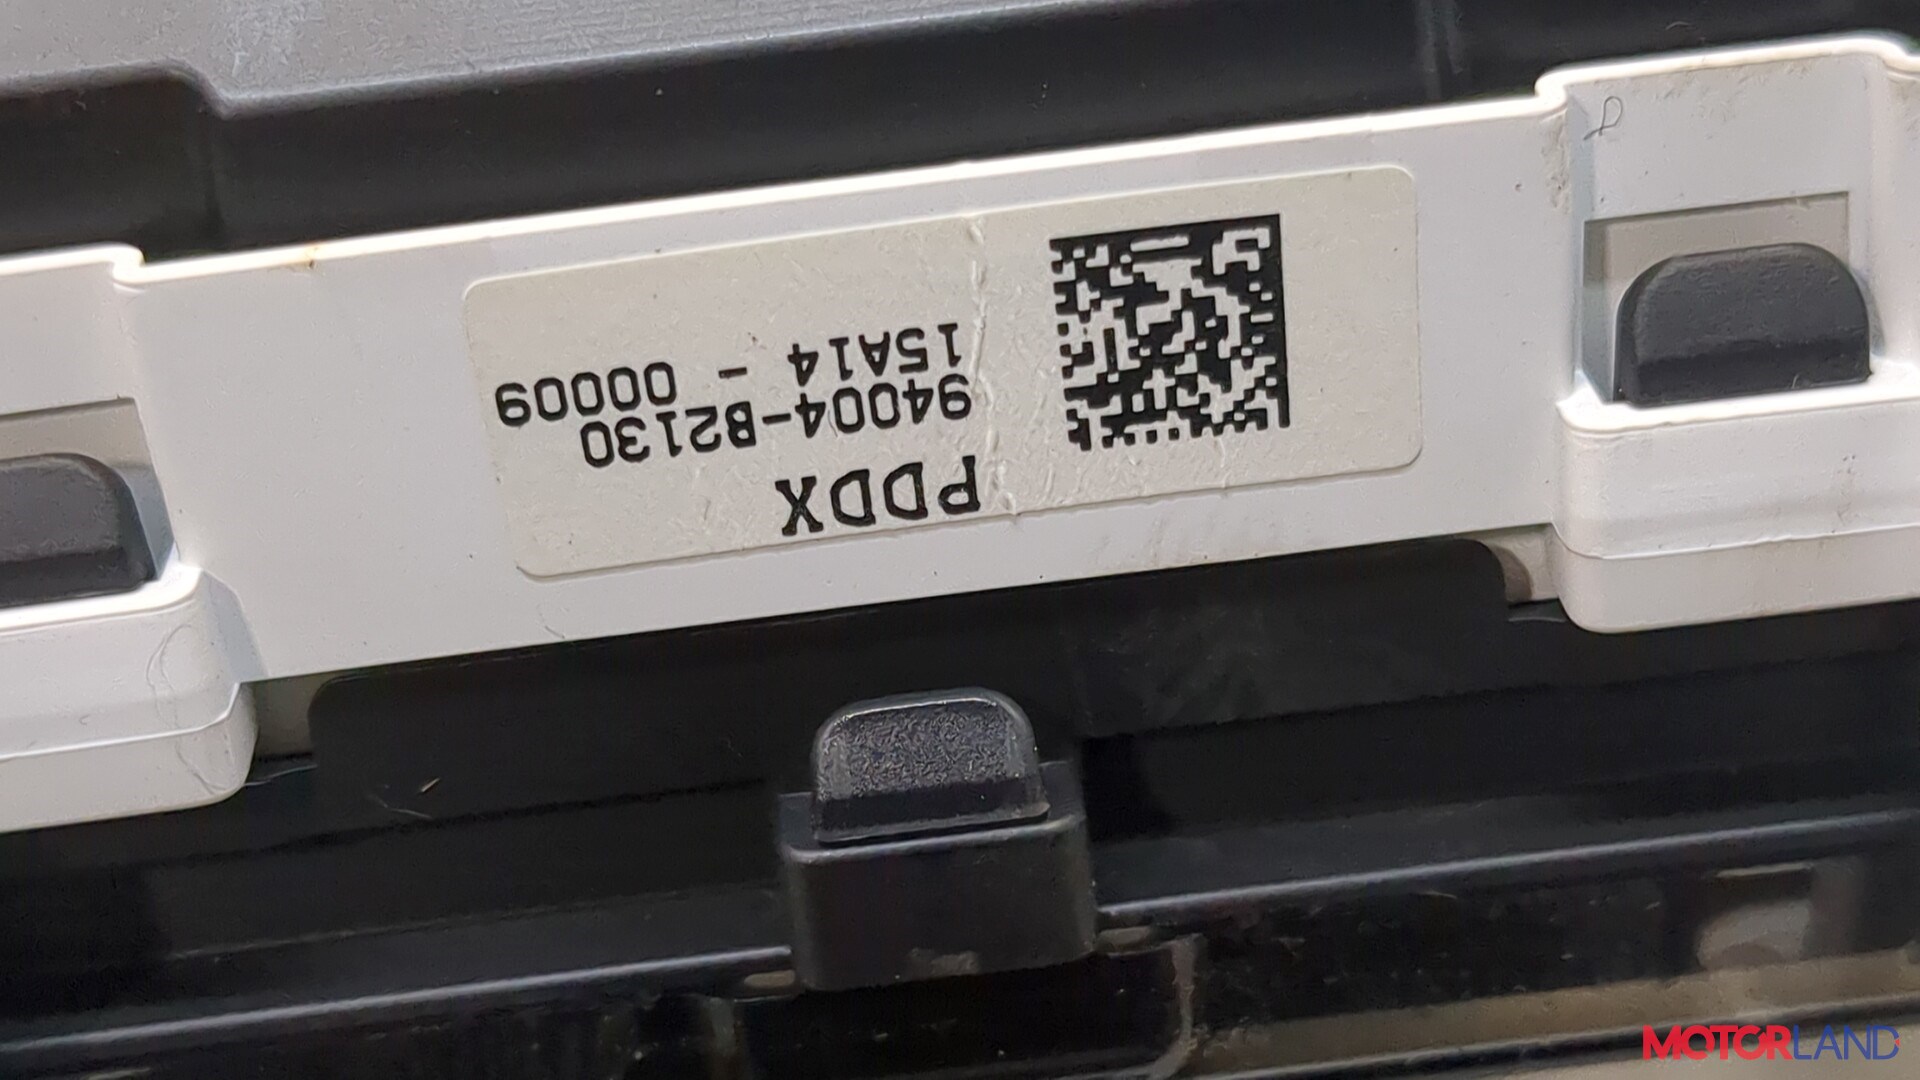 PDDX
94004-B2130
15A14 - 00009
MOTORLAND